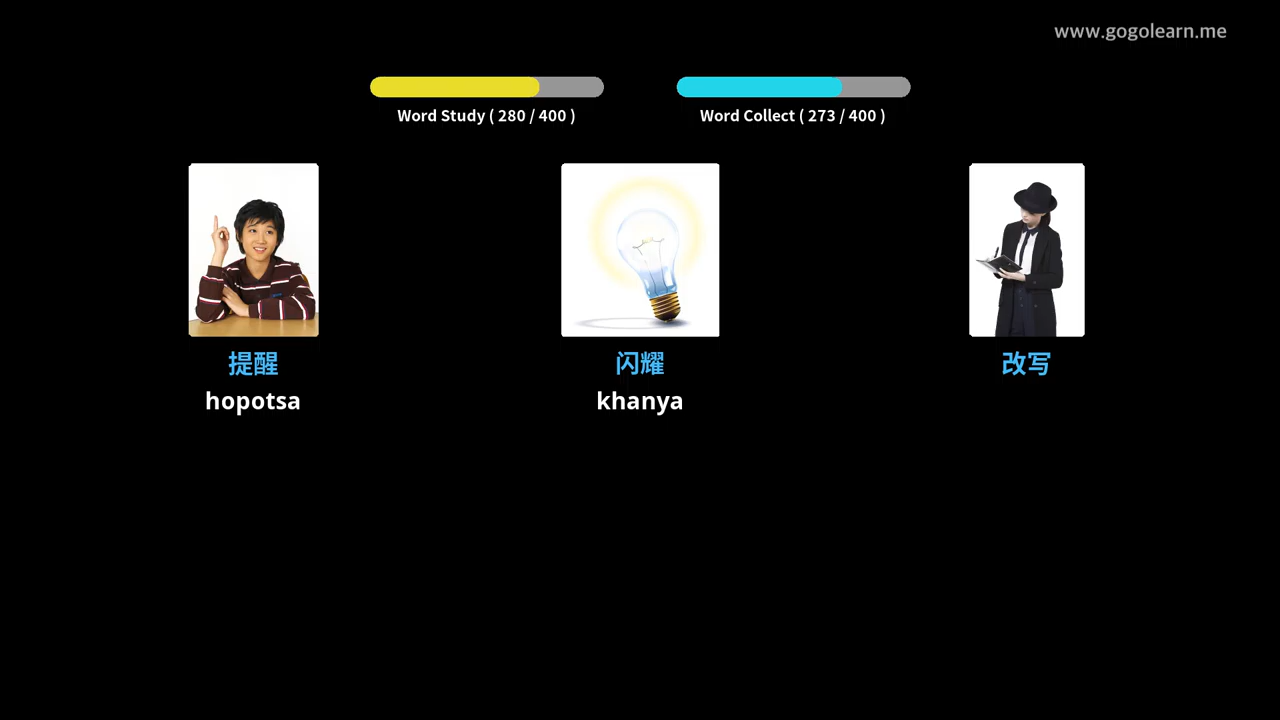 www.gogolearn.me
Word Study ( 280 / 400 )
Word Collect ( 273 / 400 )
提醒
hopotsa
闪耀
khanya
改写